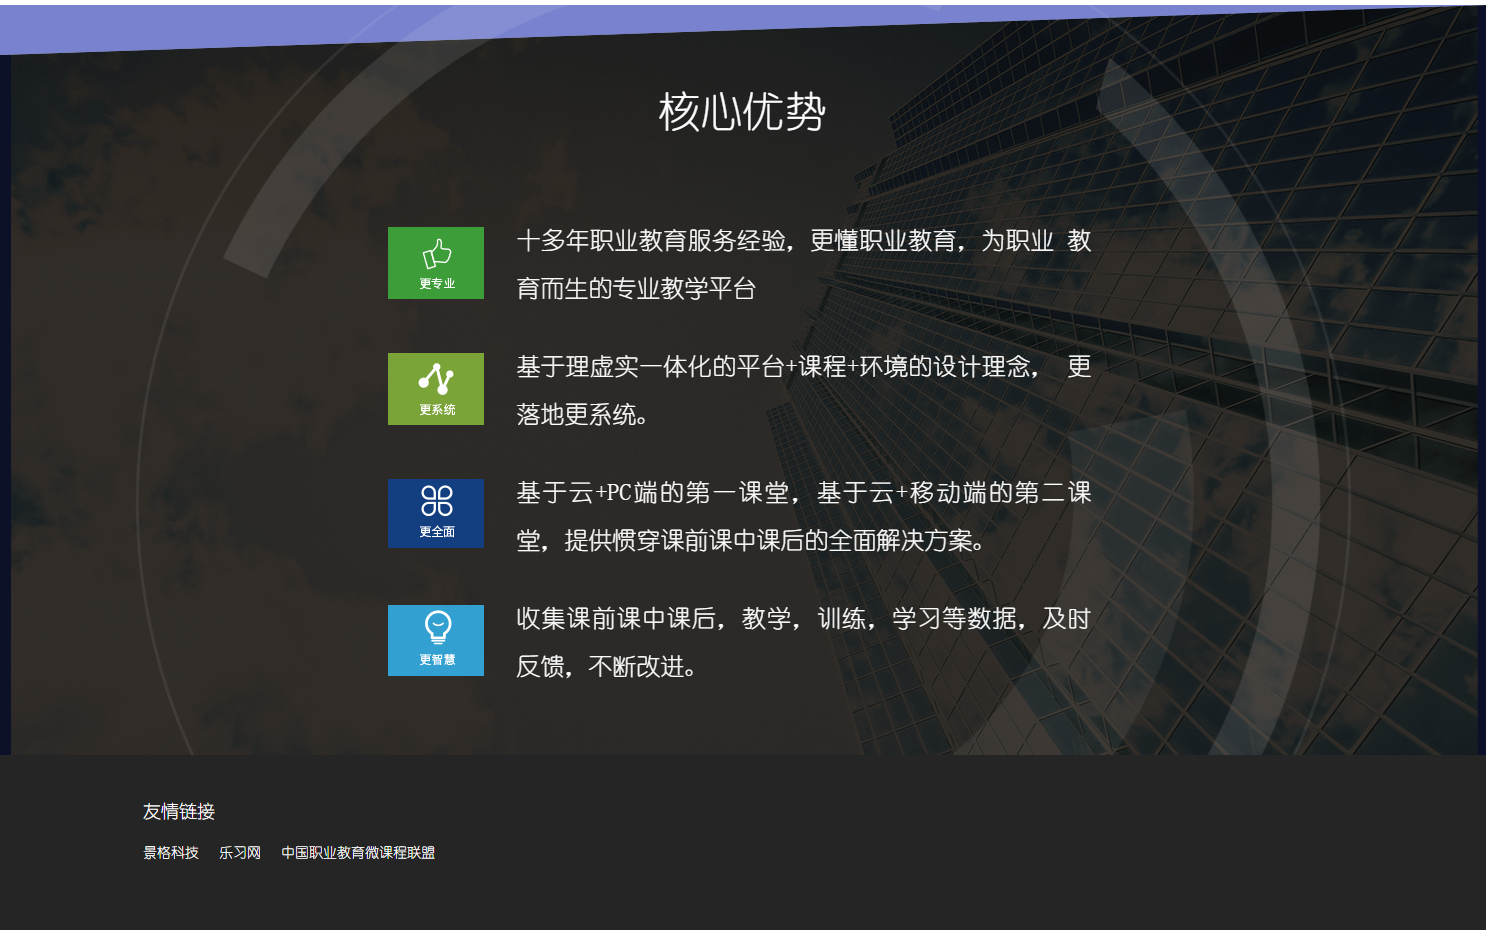 核心优势
更专业
十多年职业教育服务经验，更懂职业教育，为职业 教
育而生的专业教学平台
更系统
基于理虚实一体化的平台+课程+环境的设计理念， 更
落地更系统。
更全面
基于云+PC端的第一课堂，基于云+移动端的第二课
堂，提供惯穿课前课中课后的全面解决方案。
更智慧
收集课前课中课后，教学，训练，学习等数据，及时
反馈，不断改进。
友情链接
景格科技 乐习网 中国职业教育微课程联盟